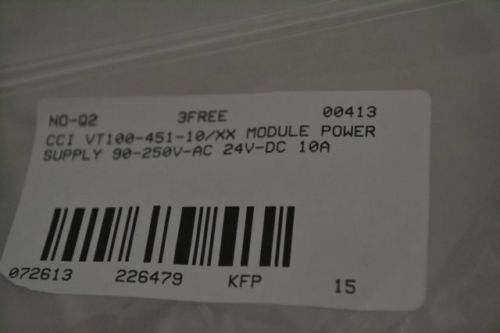 NO-Q2 3FREE 00413
CCI VT100-451-10/XX MODULE POWER
SUPPLY 90-250V-AC 24V-DC 10A
072613 226479 KFP 15